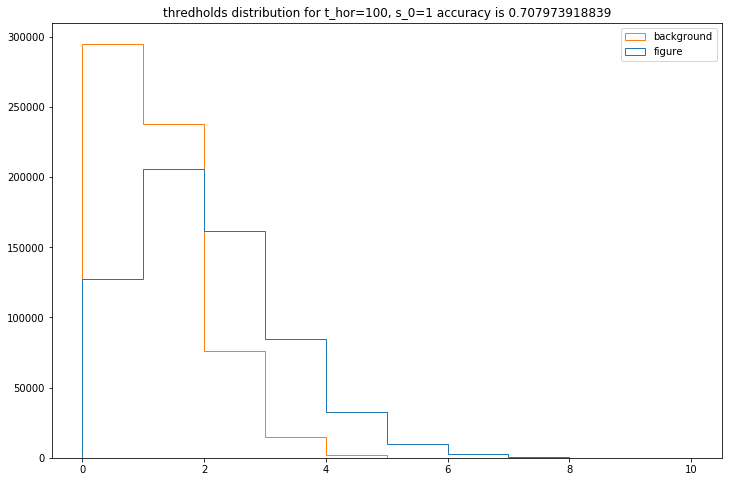 thredholds distribution for t_hor=100, s_0=1 accuracy is 0.707973918839
background
figure
300000
250000
200000
150000
100000
50000
0
0 2 4 6 8 10